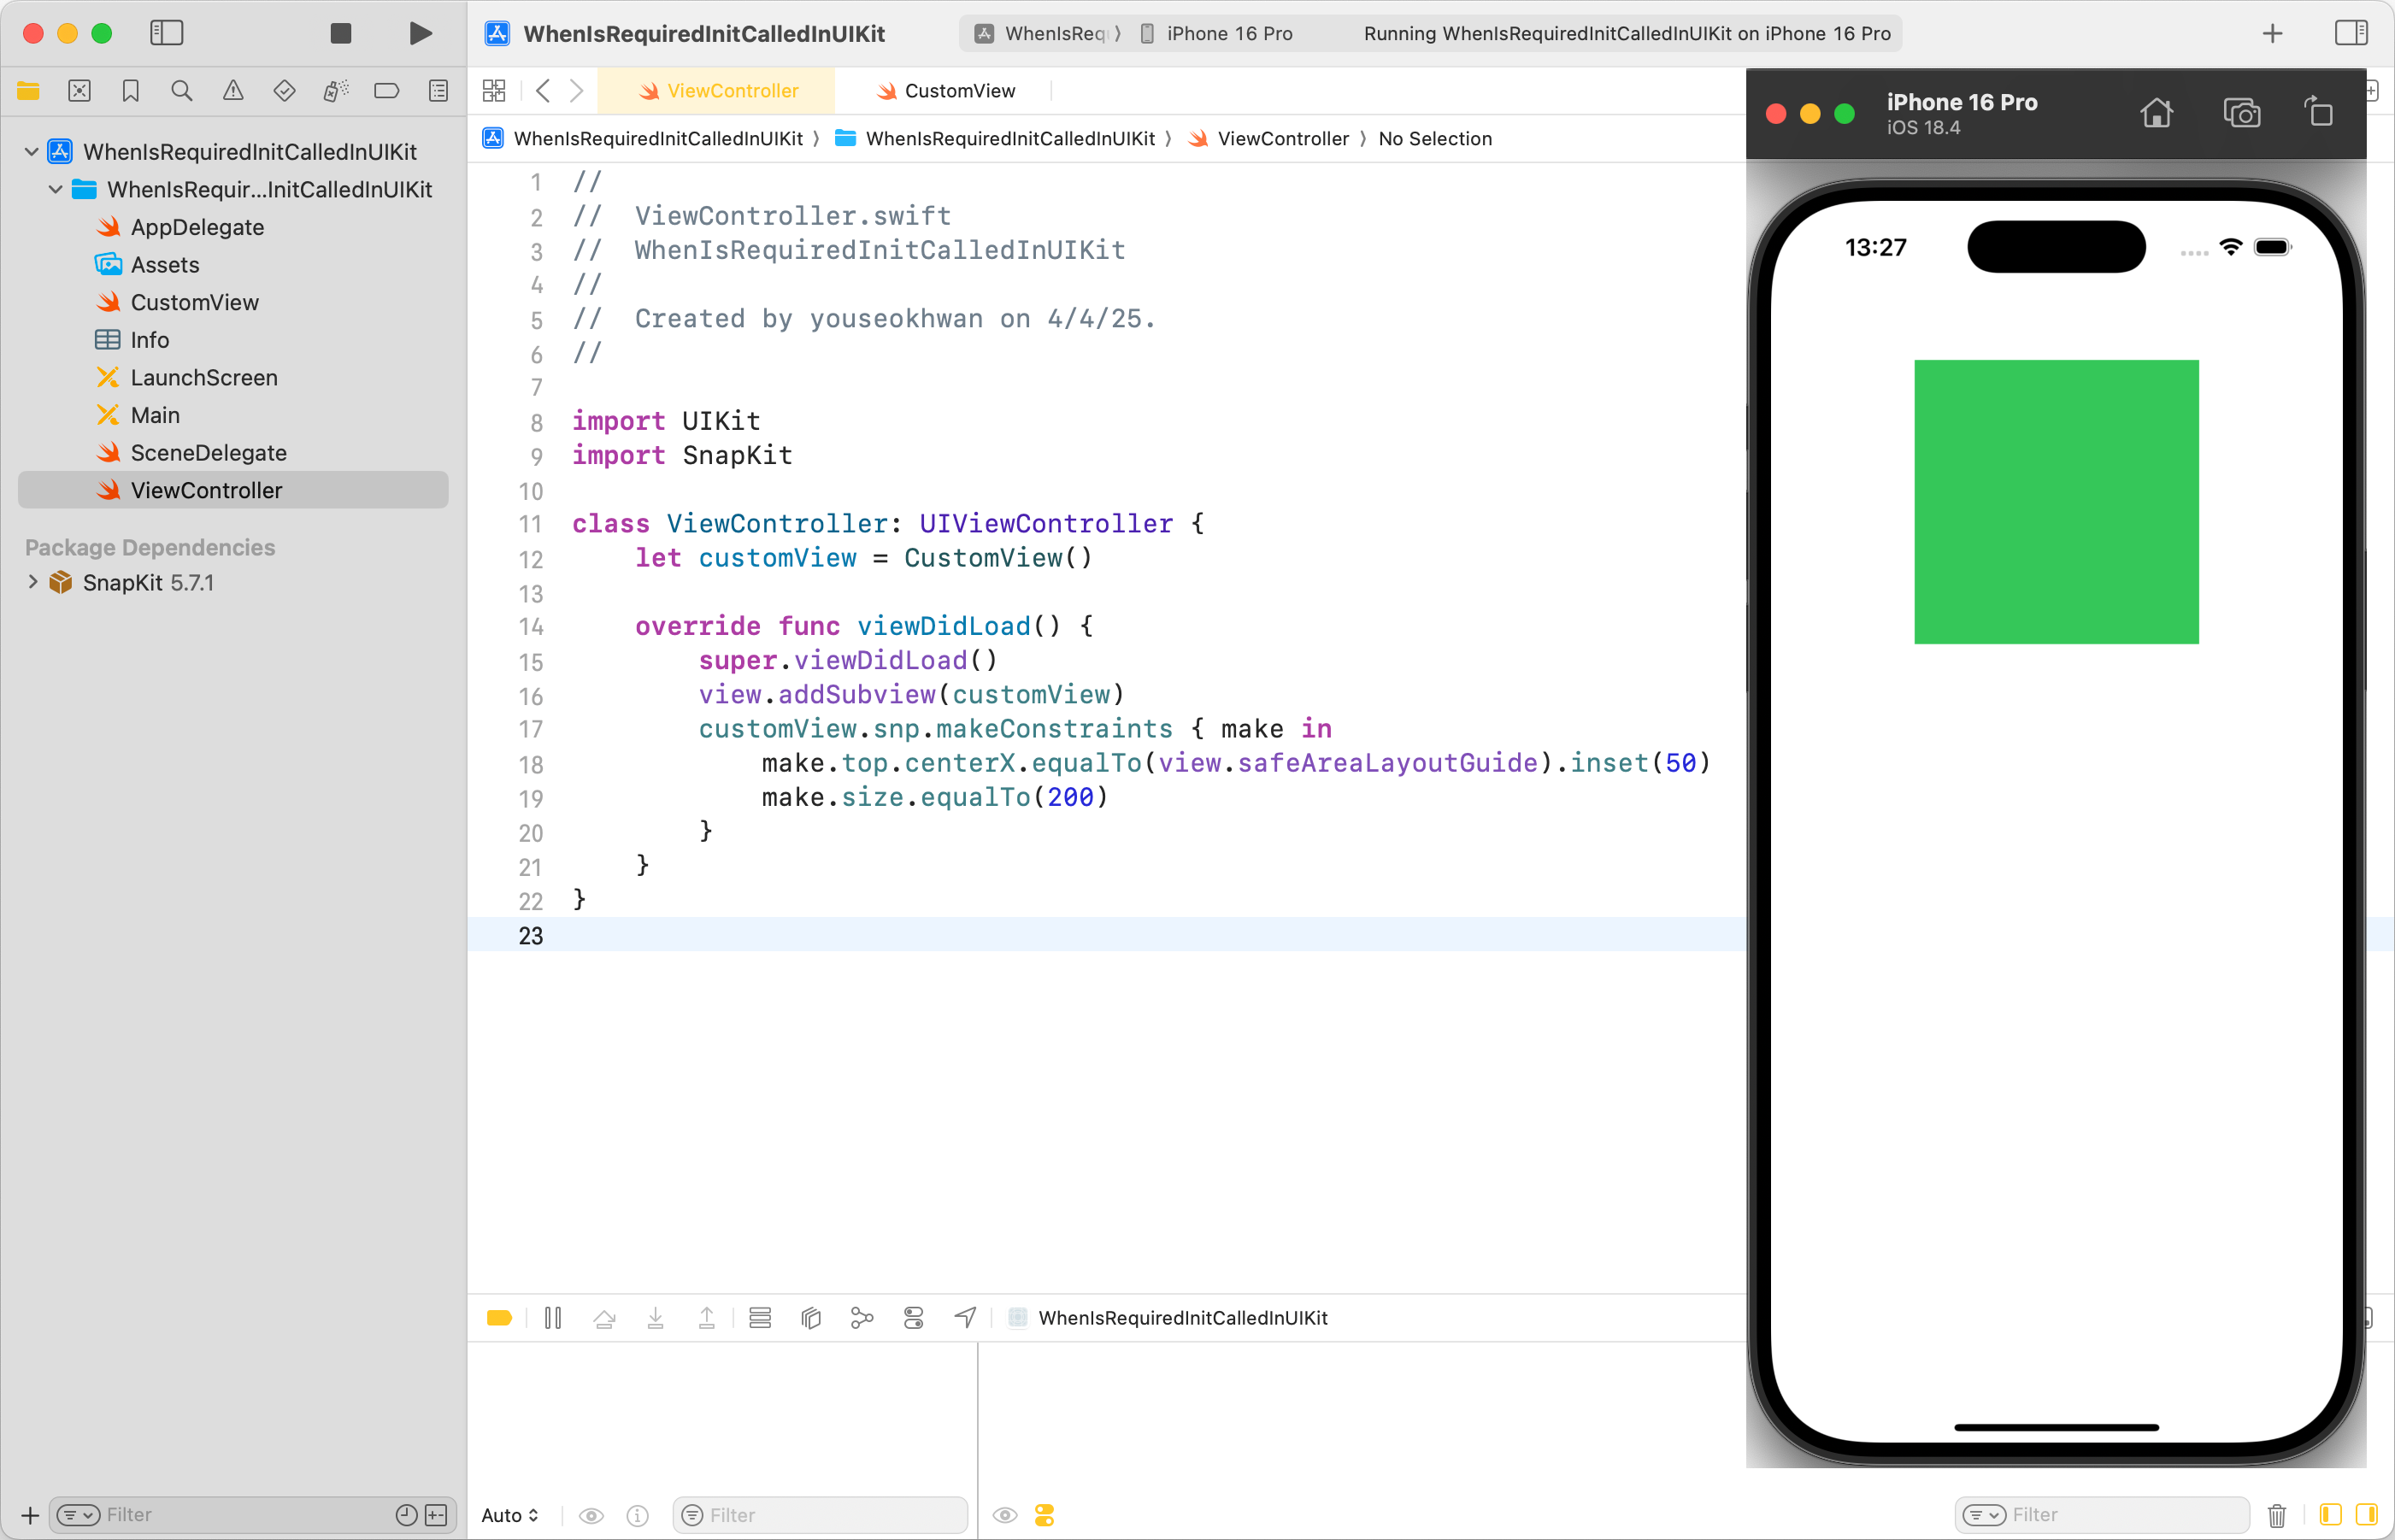 WhenIsRequiredInitCalledInUIKit
WhenIsReq
iPhone 16 Pro
Running WhenIsRequiredInitCalledInUIKit on iPhone 16 Pro
WhenIsRequiredInitCalledInUIKit
WhenIsRequir...InitCalledInUIKit
AppDelegate
Assets
CustomView
Info
LaunchScreen
Main
SceneDelegate
ViewController
Package Dependencies
SnapKit 5.7.1
Filter
ViewController
CustomView
WhenIsRequiredInitCalledInUIKit 〉 WhenIsRequiredInitCalledInUIKit 〉 ViewController 〉 No Selection
1 //
2 //  ViewController.swift
3 //  WhenIsRequiredInitCalledInUIKit
4 //
5 //  Created by youseokhwan on 4/4/25.
6 //
7
8 import UIKit
9 import SnapKit
10
11 class ViewController: UIViewController {
12     let customView = CustomView()
13
14     override func viewDidLoad() {
15         super.viewDidLoad()
16         view.addSubview(customView)
17         customView.snp.makeConstraints { make in
18             make.top.centerX.equalTo(view.safeAreaLayoutGuide).inset(50)
19             make.size.equalTo(200)
20         }
21     }
22 }
23
WhenIsRequiredInitCalledInUIKit
Auto
Filter
Filter
iPhone 16 Pro
iOS 18.4
13:27